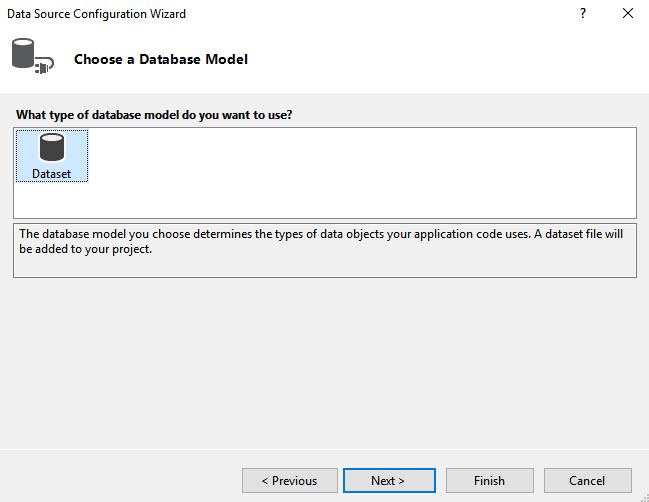 Data Source Configuration Wizard
?
Choose a Database Model
What type of database model do you want to use?
Dataset
The database model you choose determines the types of data objects your application code uses. A dataset file will
be added to your project.
< Previous
Next >
Finish
Cancel